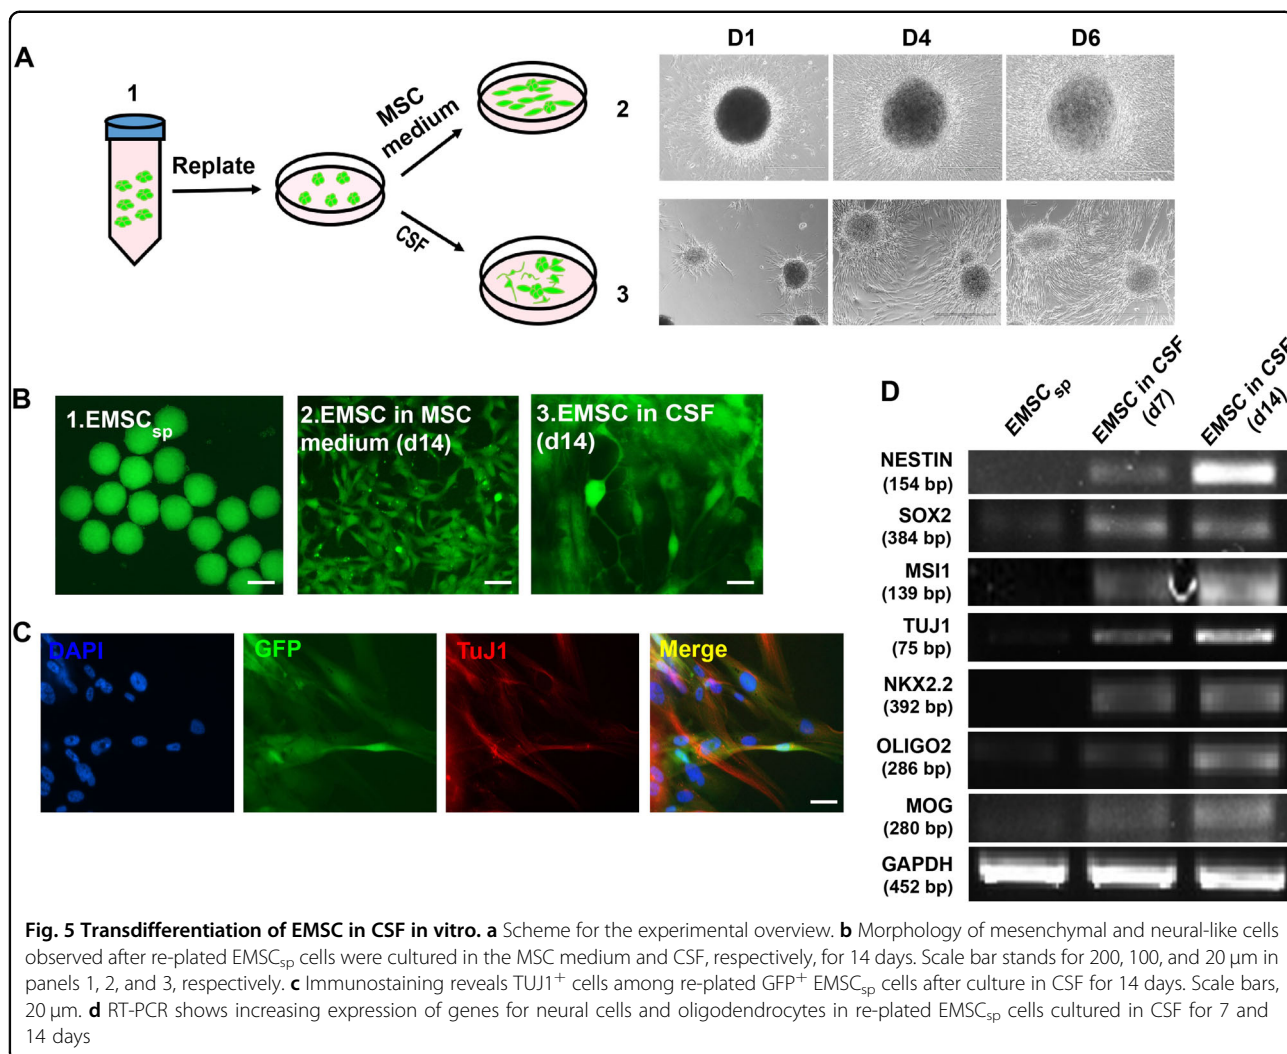 A
1
Replate
MSC
medium
CSF
2
3
D1 D4 D6
B
1.EMSCsp
2.EMSC in MSC
medium (d14)
3.EMSC in CSF
(d14)
C
DAPI GFP TuJ1 Merge
D
EMSC sp
EMSC in CSF
(d7)
EMSC in CSF
(d14)
NESTIN
(154 bp)
SOX2
(384 bp)
MSI1
(139 bp)
TUJ1
(75 bp)
NKX2.2
(392 bp)
OLIGO2
(286 bp)
MOG
(280 bp)
GAPDH
(452 bp)
Fig. 5 Transdifferentiation of EMSC in CSF in vitro. a Scheme for the experimental overview. b Morphology of mesenchymal and neural-like cells
observed after re-plated EMSCsp cells were cultured in the MSC medium and CSF, respectively, for 14 days. Scale bar stands for 200, 100, and 20 µm in
panels 1, 2, and 3, respectively. c Immunostaining reveals TUJ1+ cells among re-plated GFP+ EMSCsp cells after culture in CSF for 14 days. Scale bars,
20 µm. d RT-PCR shows increasing expression of genes for neural cells and oligodendrocytes in re-plated EMSCsp cells cultured in CSF for 7 and
14 days